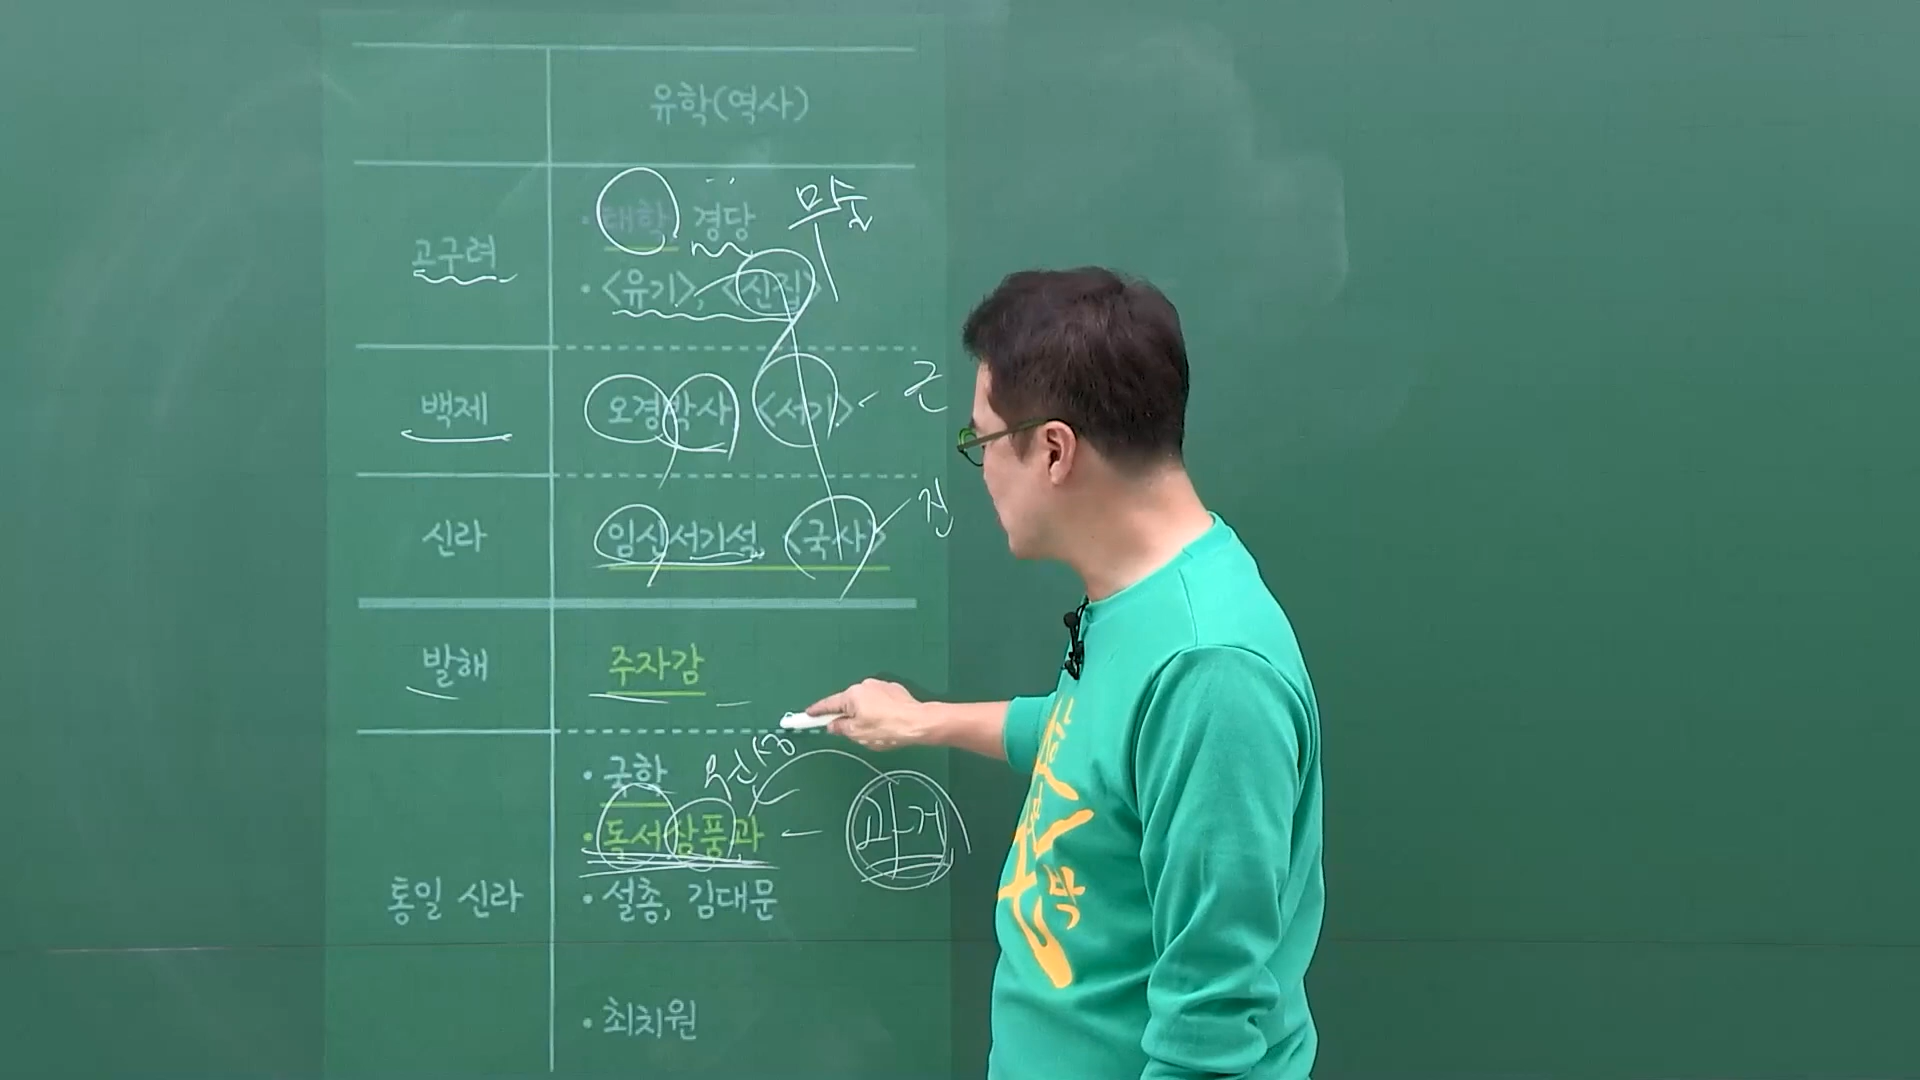 유학(역사)
고구려
• 태학, 경당
무술
• <유기>, <신집>
백제
오경박사 <서기> 근
신라
임신서기석 <국사> 진
발해
주자감
통일 신라
• 국학
원성
• 독서삼품과 - 과거
• 설총, 김대문
• 최치원